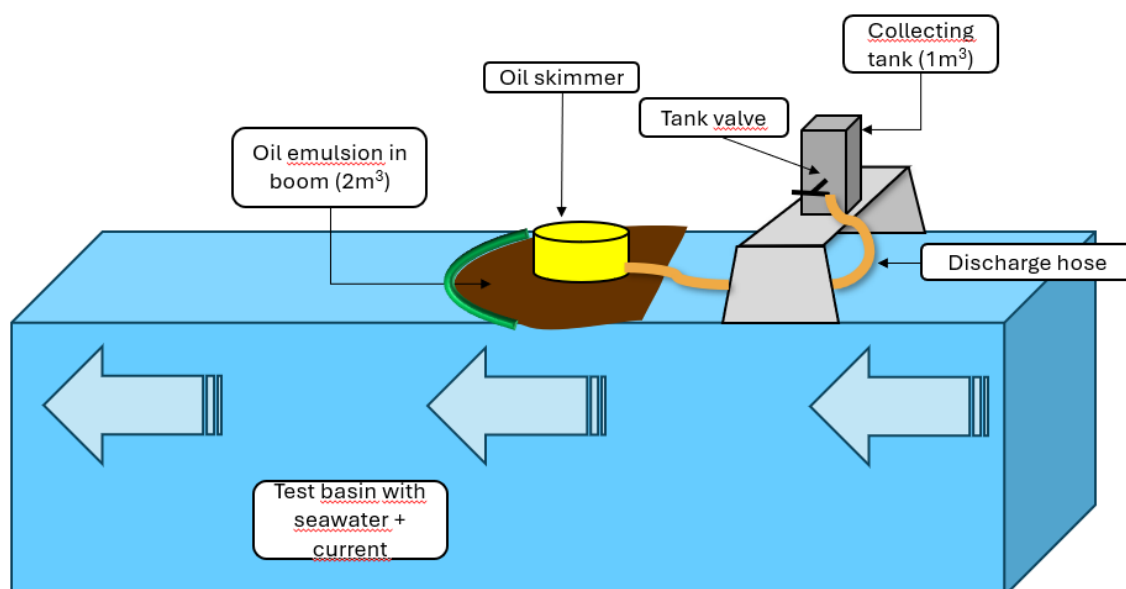 Collecting
tank (1m³)
Oil skimmer
Tank valve
Oil emulsion in
boom (2m³)
Discharge hose
Test basin with
seawater +
current